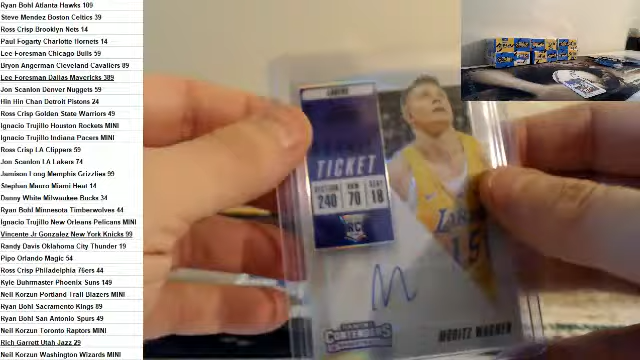 Ryan Bohl Atlanta Hawks 109
Steve Mendez Boston Celtics 39
Ross Crisp Brooklyn Nets 14
Paul Fogarty Charlotte Hornets 14
Lee Foresman Chicago Bulls 59
Bryon Angerman Cleveland Cavaliers 89
Lee Foresman Dallas Mavericks 389
Jon Scanlon Denver Nuggets 59
Hin Hin Chan Detroit Pistons 24
Ross Crisp Golden State Warriors 49
Ignacio Trujillo Houston Rockets MINI
Ignacio Trujillo Indiana Pacers MINI
Ross Crisp LA Clippers 59
Jon Scanlon LA Lakers 74
Jamison Long Memphis Grizzlies 99
Stephan Mauro Miami Heat 14
Danny White Milwaukee Bucks 34
Ryan Bohl Minnesota Timberwolves 44
Ignacio Trujillo New Orleans Pelicans MINI
Vincente Jr Gonzalez New York Knicks 99
Randy Davis Oklahoma City Thunder 19
Pipo Orlando Magic 54
Ross Crisp Philadelphia 76ers 44
Kyle Buhrmaster Phoenix Suns 149
Neil Korzun Portland Trail Blazers MINI
Ryan Bohl Sacramento Kings 89
Ryan Bohl San Antonio Spurs 49
Neil Korzun Toronto Raptors MINI
Rich Garrett Utah Jazz 29
Neil Korzun Washington Wizards MINI
LAKERS
TICKET
240 70 18
RC
CONTENDERS
MORITZ WAGNER